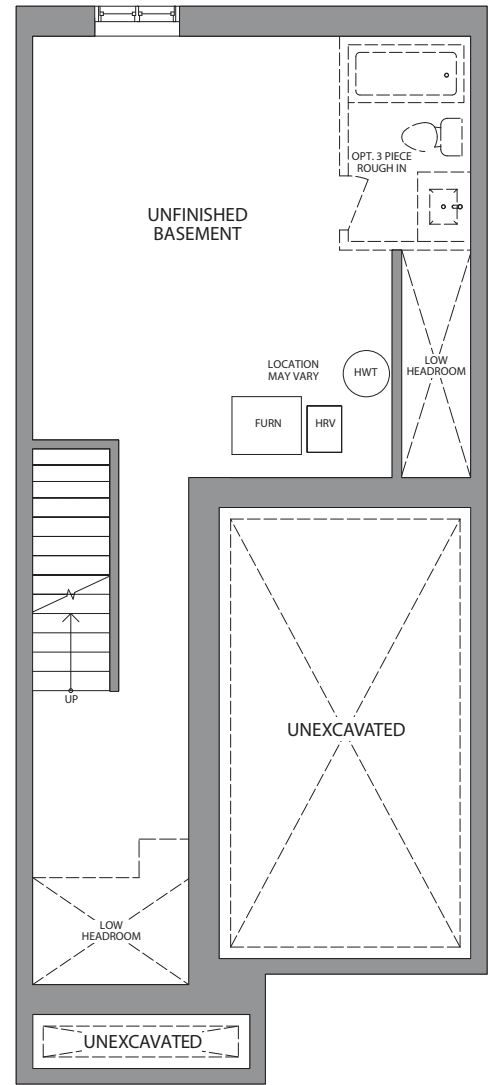 OPT. 3 PIECE
ROUGH IN
UNFINISHED
BASEMENT
LOCATION
MAY VARY
HWT
LOW
HEADROOM
FURN
HRV
UP
UNEXCAVATED
LOW
HEADROOM
UNEXCAVATED